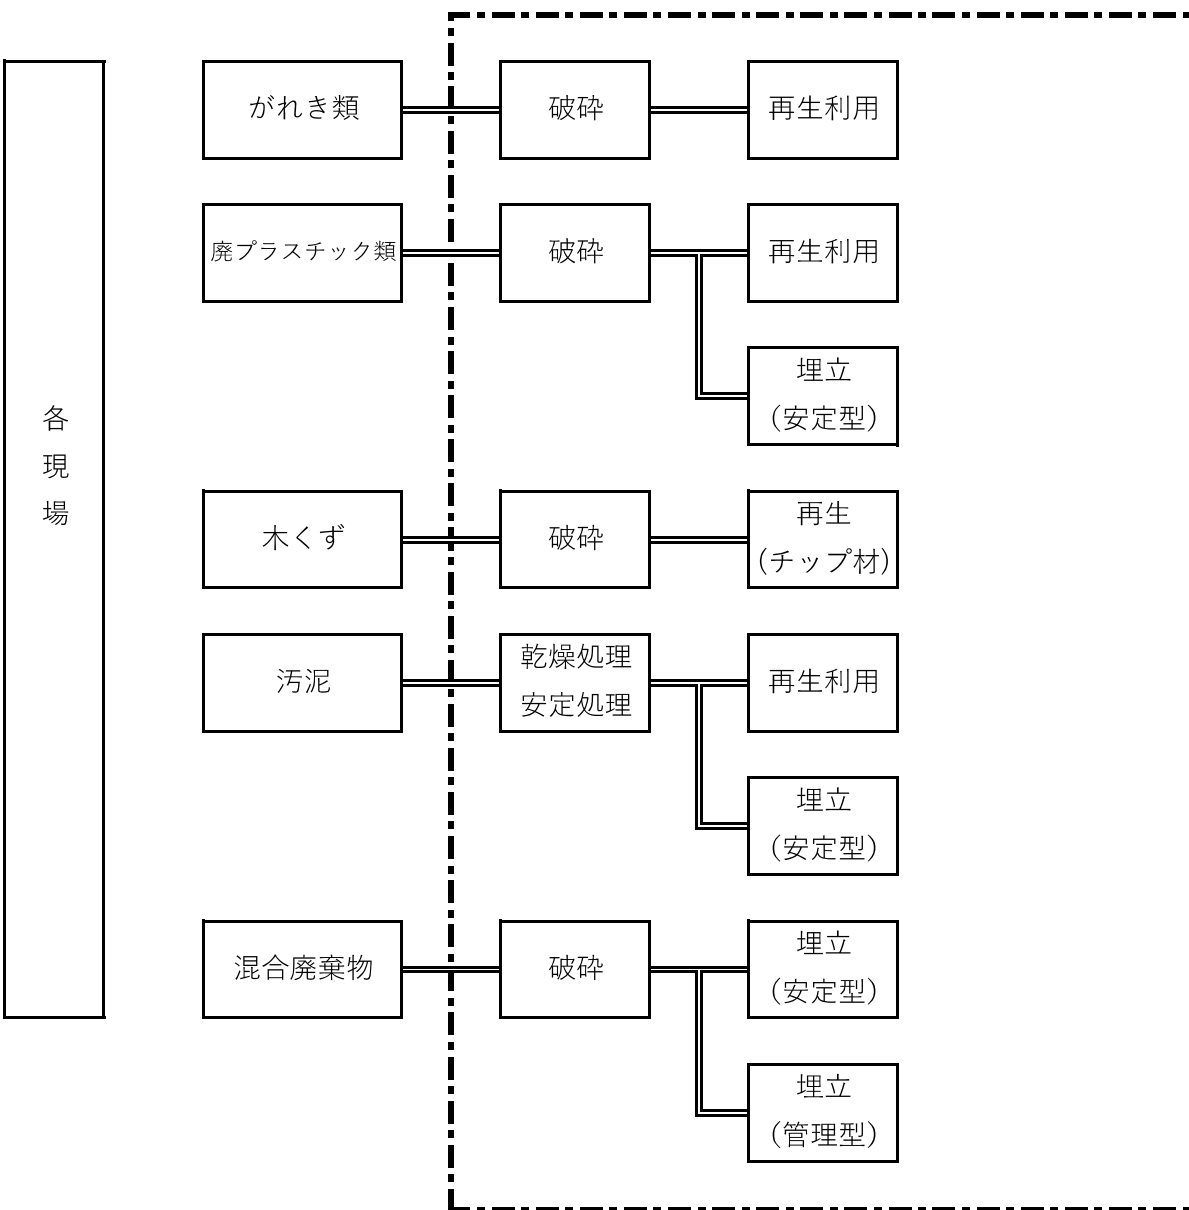 各
現
場
がれき類
破砕
再生利用
廃プラスチック類
破砕
再生利用
埋立
（安定型）
木くず
破砕
再生
（チップ材）
汚泥
乾燥処理
安定処理
再生利用
埋立
（安定型）
混合廃棄物
破砕
埋立
（安定型）
埋立
（管理型）